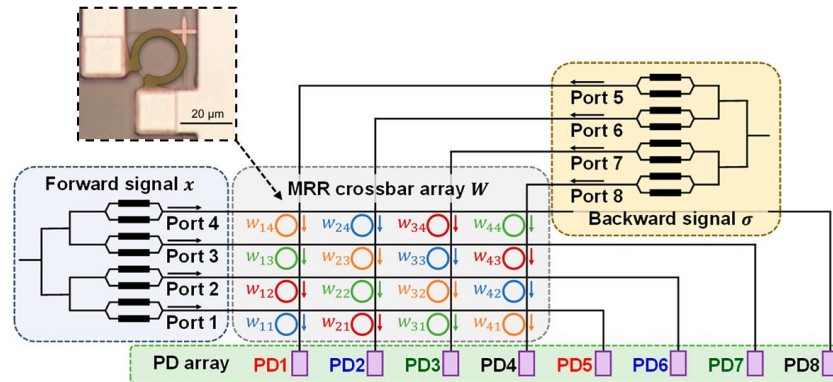 20 μm
Port 5
Port 6
Port 7
Port 8
Backward signal σ
Forward signal x
Port 4
Port 3
Port 2
Port 1
MRR crossbar array W
w₁₄ w₂₄ w₃₄ w₄₄
w₁₃ w₂₃ w₃₃ w₄₃
w₁₂ w₂₂ w₃₂ w₄₂
w₁₁ w₂₁ w₃₁ w₄₁
PD array PD1 PD2 PD3 PD4 PD5 PD6 PD7 PD8